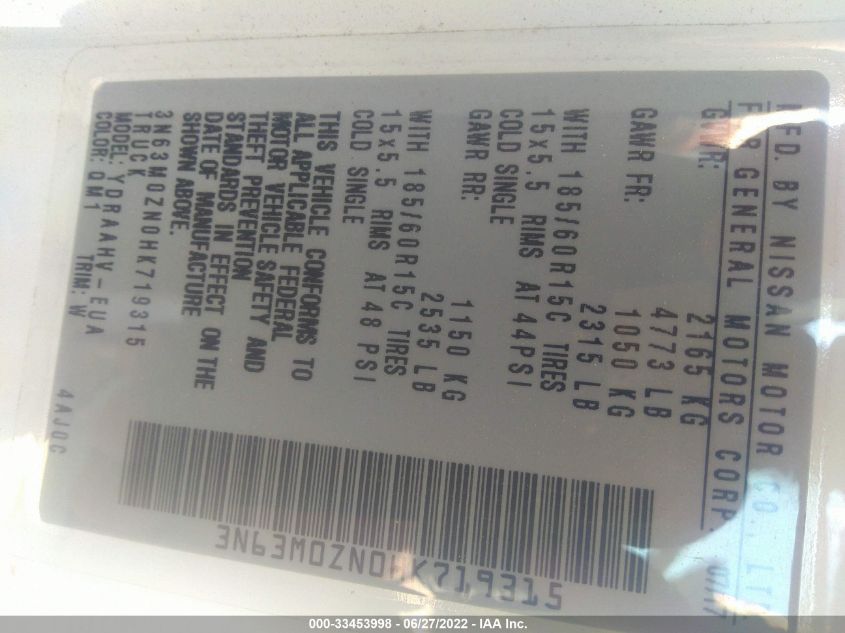 MFD. BY NISSAN MOTOR CO., LT
FOR GENERAL MOTORS CORP. 07/17
GVWR: 2165 KG
4773 LB
GAWR FR: 1050 KG
2315 LB
WITH 185/60R15C TIRES
15x5.5 RIMS AT 44PSI
COLD SINGLE
GAWR RR: 1150 KG
2535 LB
WITH 185/60R15C TIRES
15x5.5 RIMS AT 48 PSI
COLD SINGLE
THIS VEHICLE CONFORMS TO
ALL APPLICABLE FEDERAL
MOTOR VEHICLE SAFETY AND
THEFT PREVENTION
STANDARDS IN EFFECT ON THE
DATE OF MANUFACTURE
SHOWN ABOVE.
3N63M0ZN0HK719315
TRUCK
MODEL: YDRAAHV-EUA
COLOR: QM1 TRIM: W
4AJ0C
3N63M0ZN0HK719315
000-33453998 - 06/27/2022 - IAA Inc.